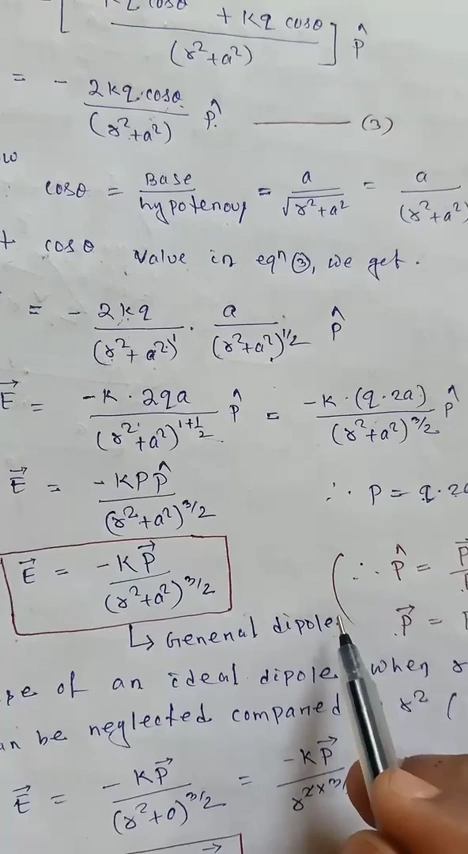 + kq cosθ / (r²+a²) ] p̂
= - 2kq.cosθ / (r²+a²) p̂ ——— (3)
cosθ = Base / hypotenous = a / √r²+a² = a / (r²+a²)
cosθ value in eqn ③, we get.
= - 2kq / (r²+a²)¹ . a / (r²+a²)^1/2 p̂
E⃗ = -K·2qa / (r²+a²)^1+1/2 p̂ = -K·(q·2a) / (r²+a²)^3/2 p̂
E⃗ = -KPp̂ / (r²+a²)^3/2 ∴ P = q.2a
E⃗ = -KP⃗ / (r²+a²)^3/2 ( ∴ p̂ = P⃗
↳ General dipole P⃗ =
of an ideal dipole, when r
be neglected compared r² (
E⃗ = -KP⃗ / (r²+0)^3/2 = -KP⃗ / r^2×3/